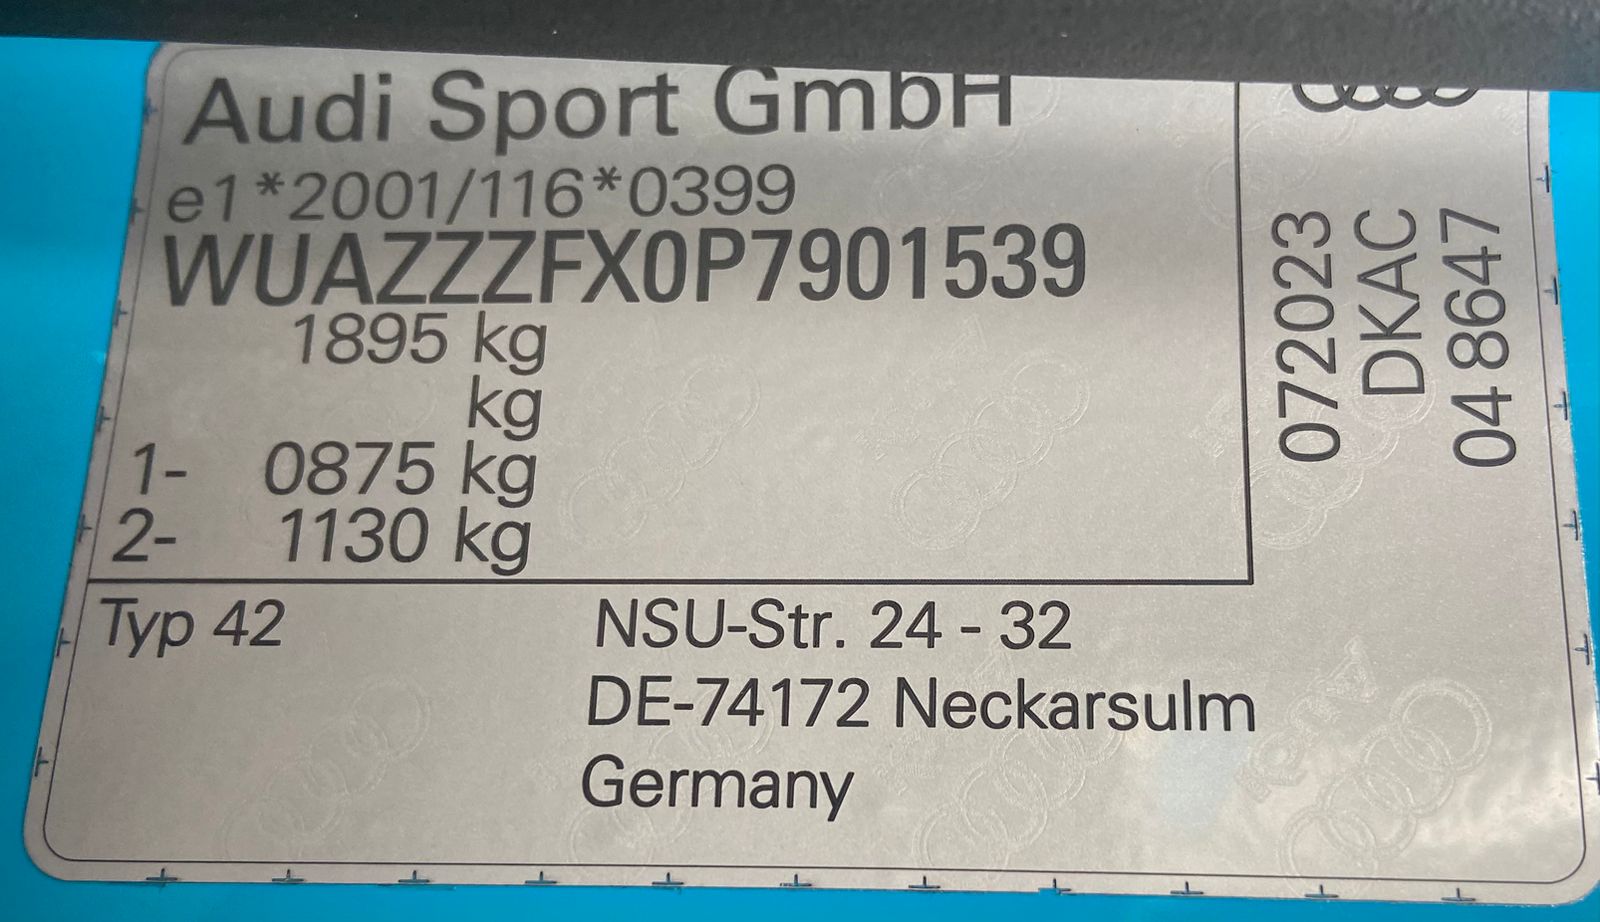 Audi Sport GmbH
e1*2001/116*0399
WUAZZZFX0P7901539
1895 kg
kg
1- 0875 kg
2- 1130 kg
Typ 42
NSU-Str. 24 - 32
DE-74172 Neckarsulm
Germany
072023
DKAC
04 8647